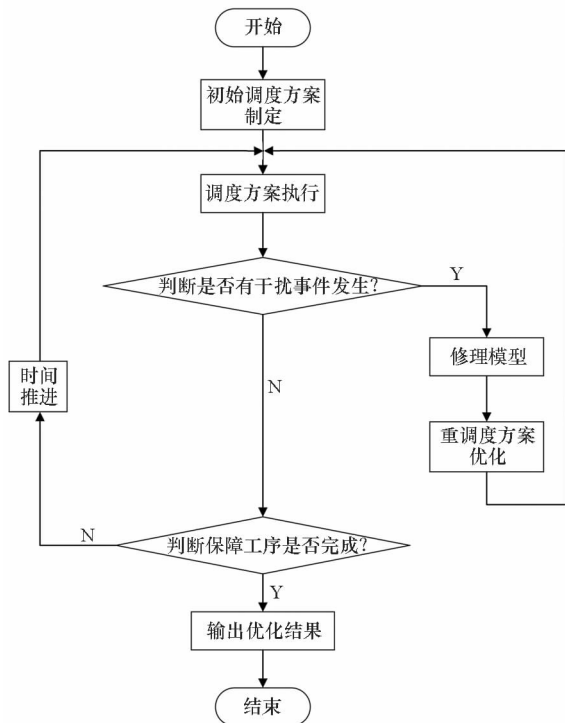 开始
初始调度方案
制定
调度方案执行
判断是否有干扰事件发生?
Y
修理模型
重调度方案
优化
N
时间
推进
N
判断保障工序是否完成?
Y
输出优化结果
结束